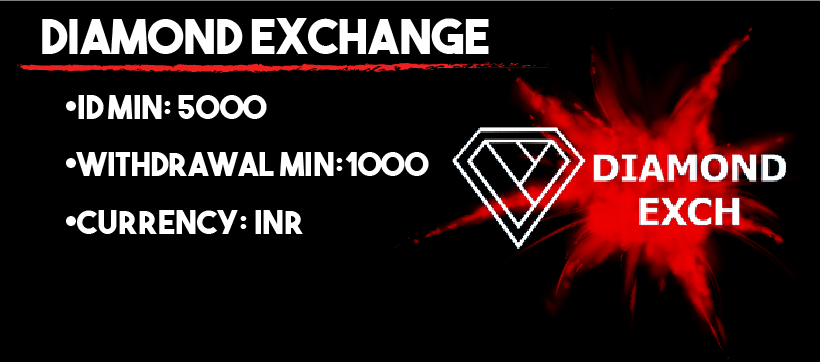 DIAMOND EXCHANGE
•ID MIN: 5000
•WITHDRAWAL MIN:1000
•CURRENCY: INR
DIAMOND
EXCH